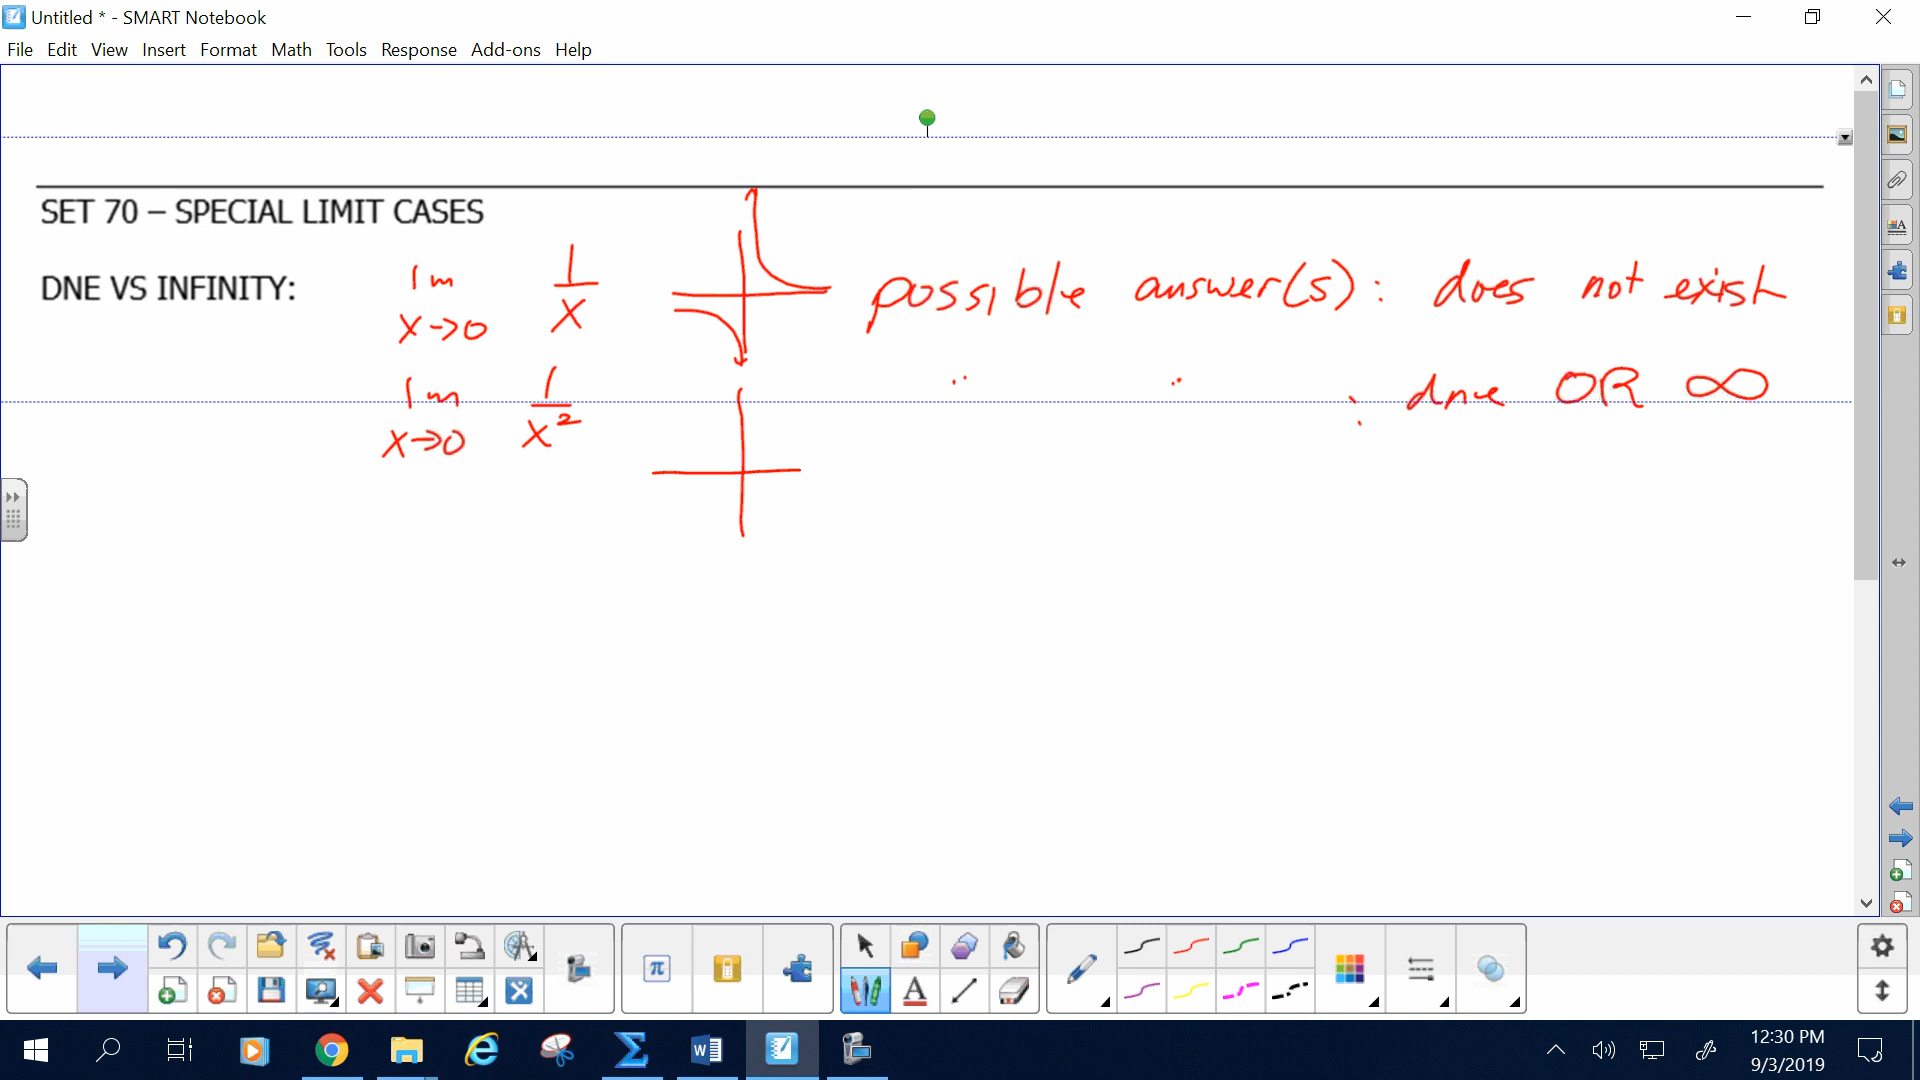 Untitled * - SMART Notebook
File Edit View Insert Format Math Tools Response Add-ons Help
SET 70 – SPECIAL LIMIT CASES
DNE VS INFINITY:
lim x→0 1/x possible answer(s): does not exist
lim x→0 1/x² " " : dne OR ∞
12:30 PM
9/3/2019